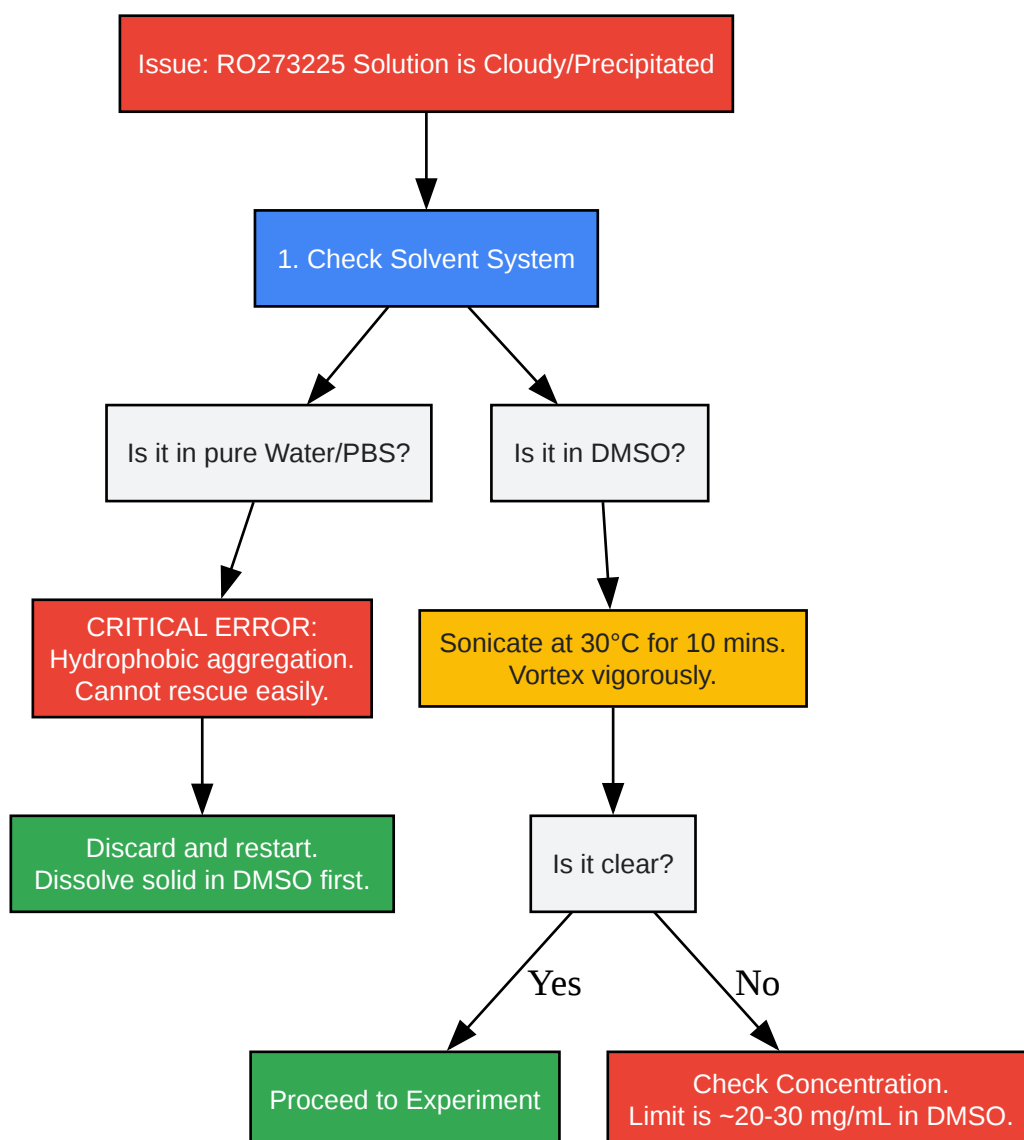 Issue: RO273225 Solution is Cloudy/Precipitated
1. Check Solvent System
Is it in pure Water/PBS?
Is it in DMSO?
CRITICAL ERROR:
Hydrophobic aggregation.
Cannot rescue easily.
Sonicate at 30°C for 10 mins.
Vortex vigorously.
Discard and restart.
Dissolve solid in DMSO first.
Is it clear?
Yes
No
Proceed to Experiment
Check Concentration.
Limit is ~20-30 mg/mL in DMSO.